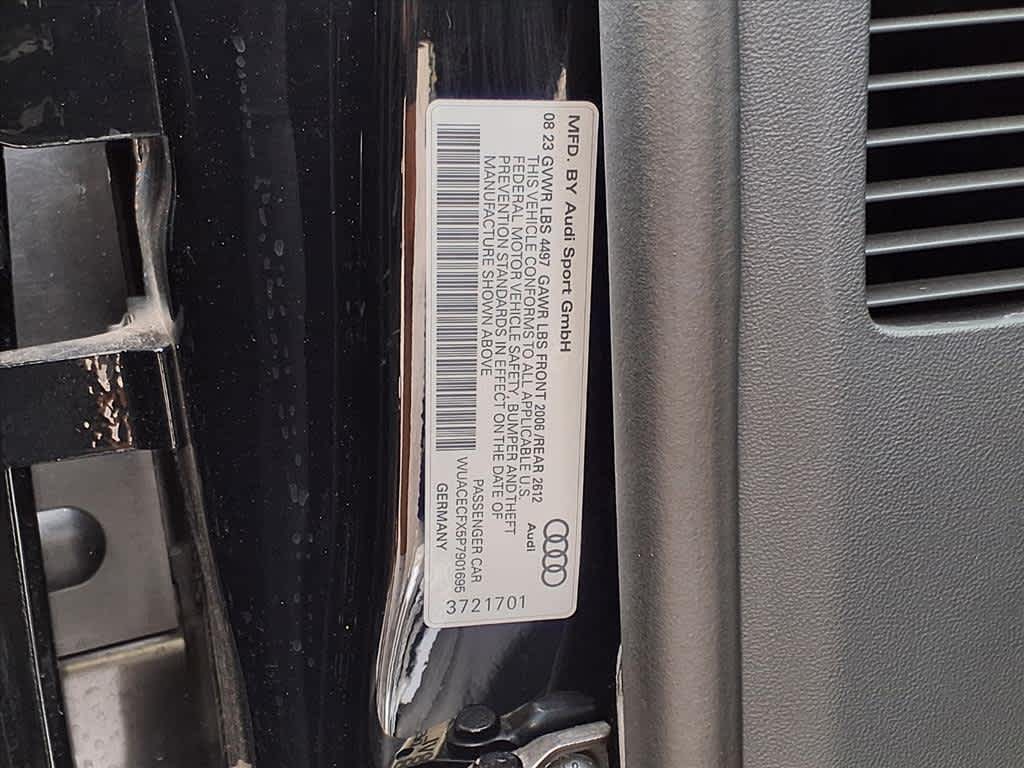 MFD. BY Audi Sport GmbH
08 23 GVWR LBS 4497 GAWR LBS FRONT 2006 /REAR 2612
THIS VEHICLE CONFORMS TO ALL APPLICABLE U.S.
FEDERAL MOTOR VEHICLE SAFETY, BUMPER AND THEFT
PREVENTION STANDARDS IN EFFECT ON THE DATE OF
MANUFACTURE SHOWN ABOVE
Audi
PASSENGER CAR
WUACECFX5P7901695
GERMANY
3721701